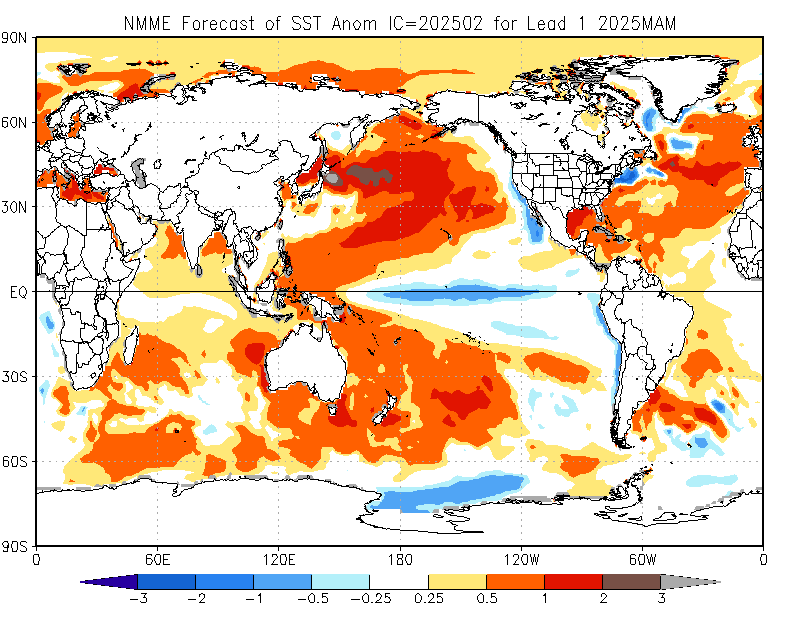 NMME Forecast of SST Anom IC=202502 for Lead 1 2025MAM
90N
60N
30N
EQ
30S
60S
90S
0 60E 120E 180 120W 60W 0
-3 -2 -1 -0.5 -0.25 0.25 0.5 1 2 3